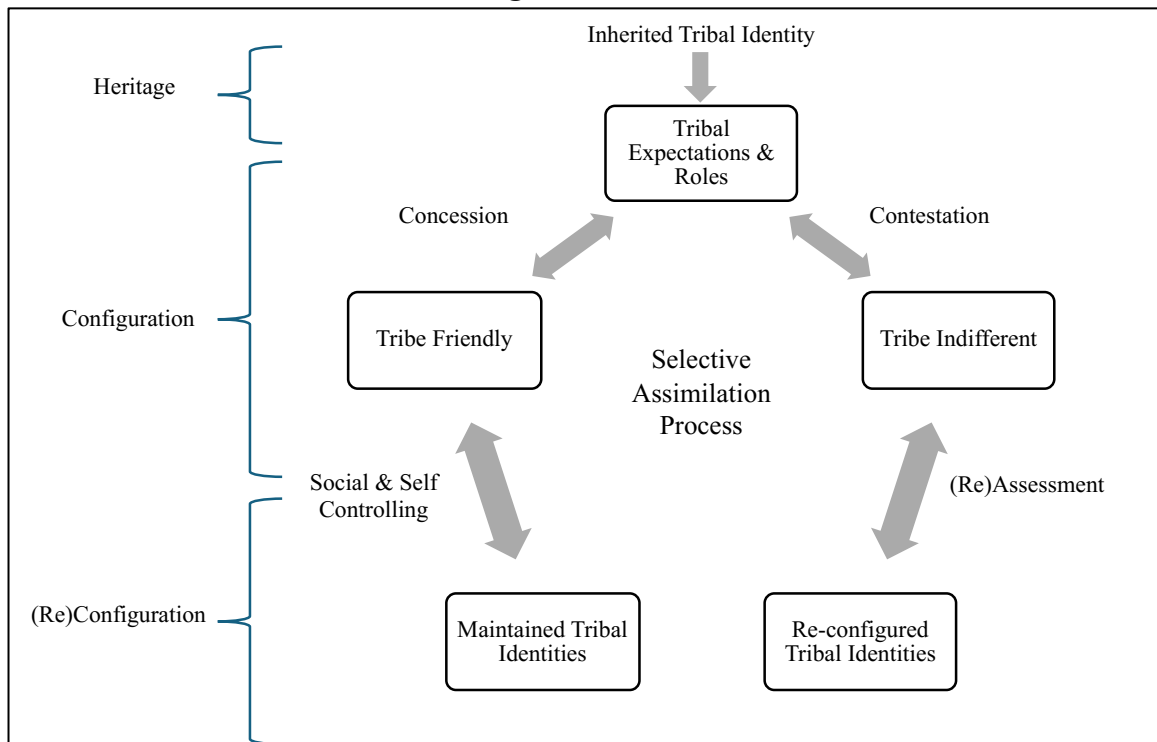 Inherited Tribal Identity
Heritage
Tribal
Expectations &
Roles
Concession
Contestation
Configuration
Tribe Friendly
Tribe Indifferent
Selective
Assimilation
Process
Social & Self
Controlling
(Re)Assessment
(Re)Configuration
Maintained Tribal
Identities
Re-configured
Tribal Identities